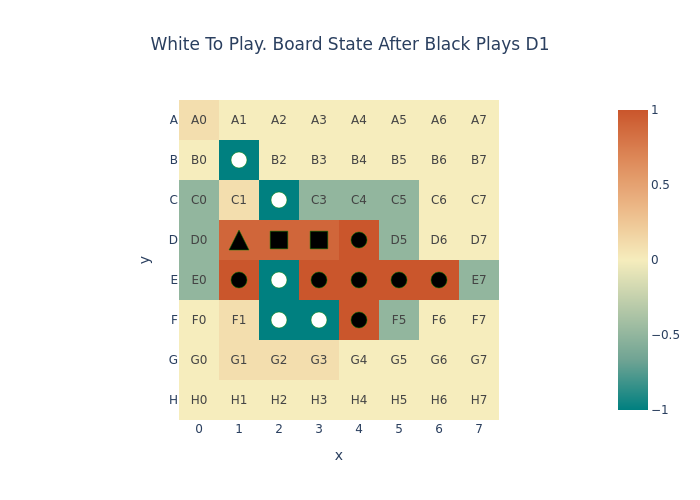 White To Play. Board State After Black Plays D1
A A0 A1 A2 A3 A4 A5 A6 A7
B B0 B2 B3 B4 B5 B6 B7
C C0 C1 C3 C4 C5 C6 C7
D D0 D5 D6 D7
E E0 E7
F F0 F1 F5 F6 F7
G G0 G1 G2 G3 G4 G5 G6 G7
H H0 H1 H2 H3 H4 H5 H6 H7
0 1 2 3 4 5 6 7
x
y
1
0.5
0
−0.5
−1